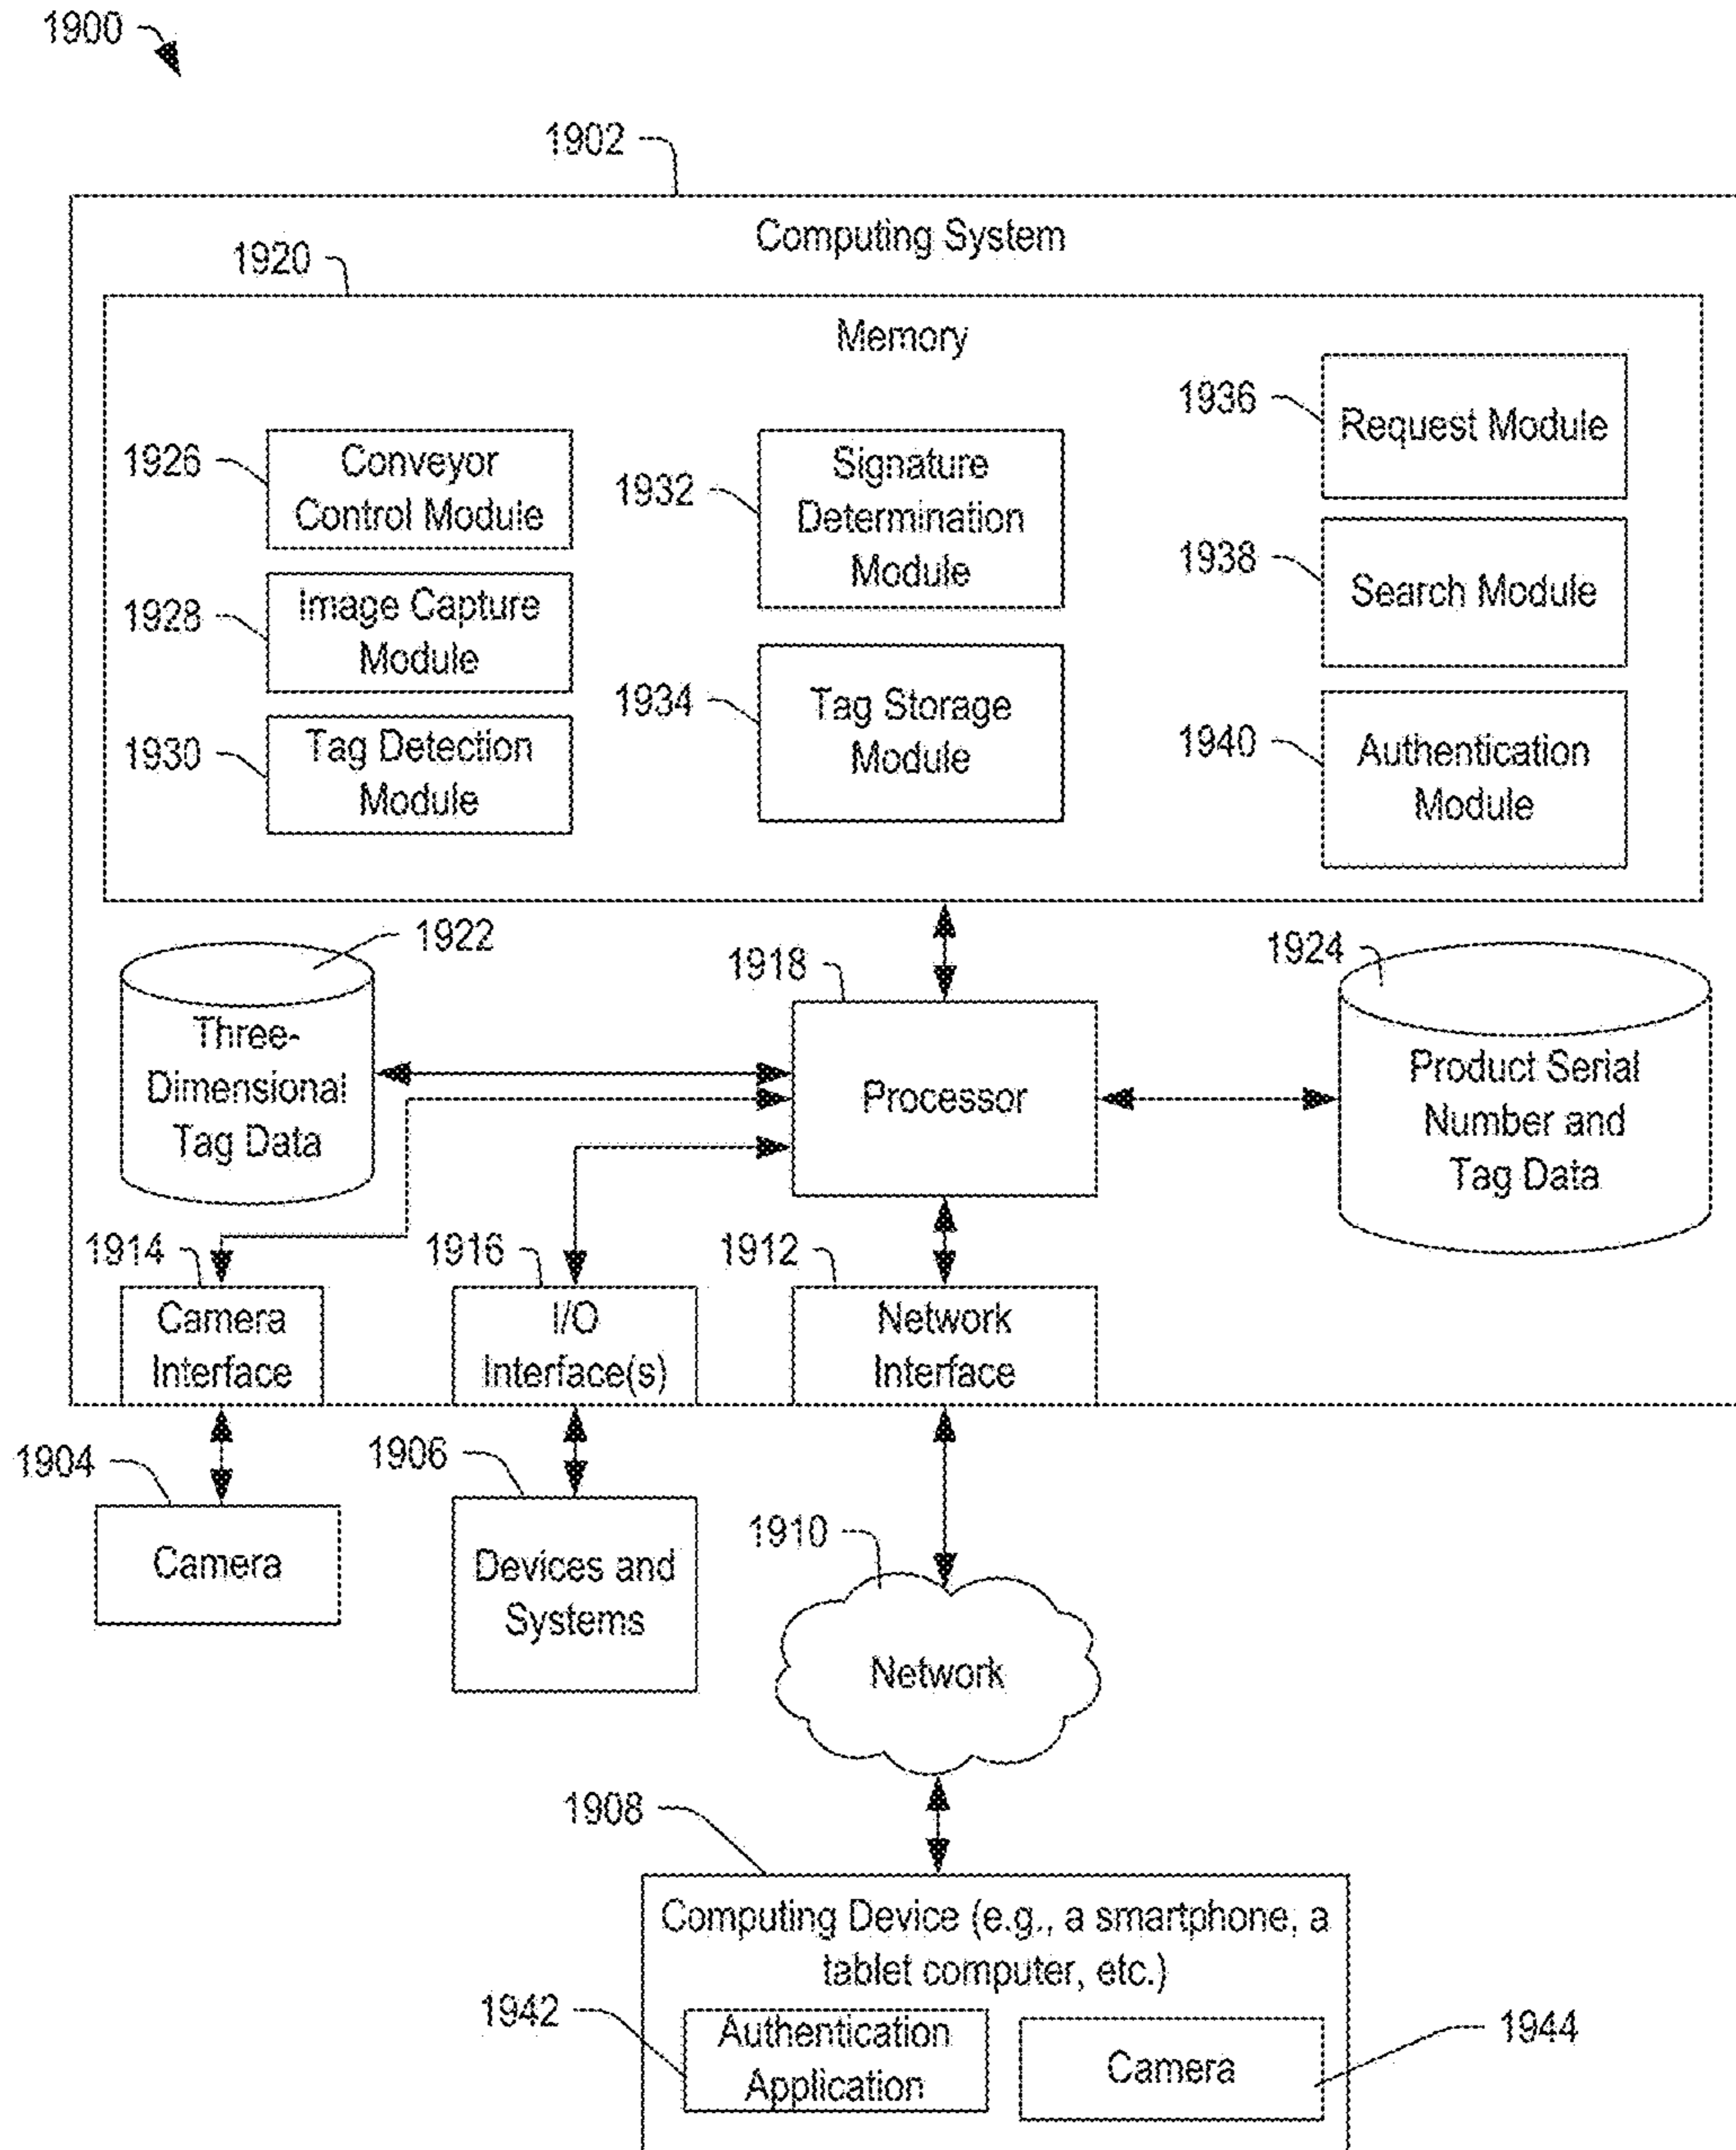 1900
1902
Computing System
1920
Memory
1926
Conveyor
Control Module
1928
Image Capture
Module
1930
Tag Detection
Module
1932
Signature
Determination
Module
1934
Tag Storage
Module
1936
Request Module
1938
Search Module
1940
Authentication
Module
1922
Three-
Dimensional
Tag Data
1918
Processor
1924
Product Serial
Number and
Tag Data
1914
Camera
Interface
1916
I/O
Interface(s)
1912
Network
Interface
1904
Camera
1906
Devices and
Systems
1910
Network
1908
Computing Device (e.g., a smartphone, a
tablet computer, etc.)
1942
Authentication
Application
Camera
1944